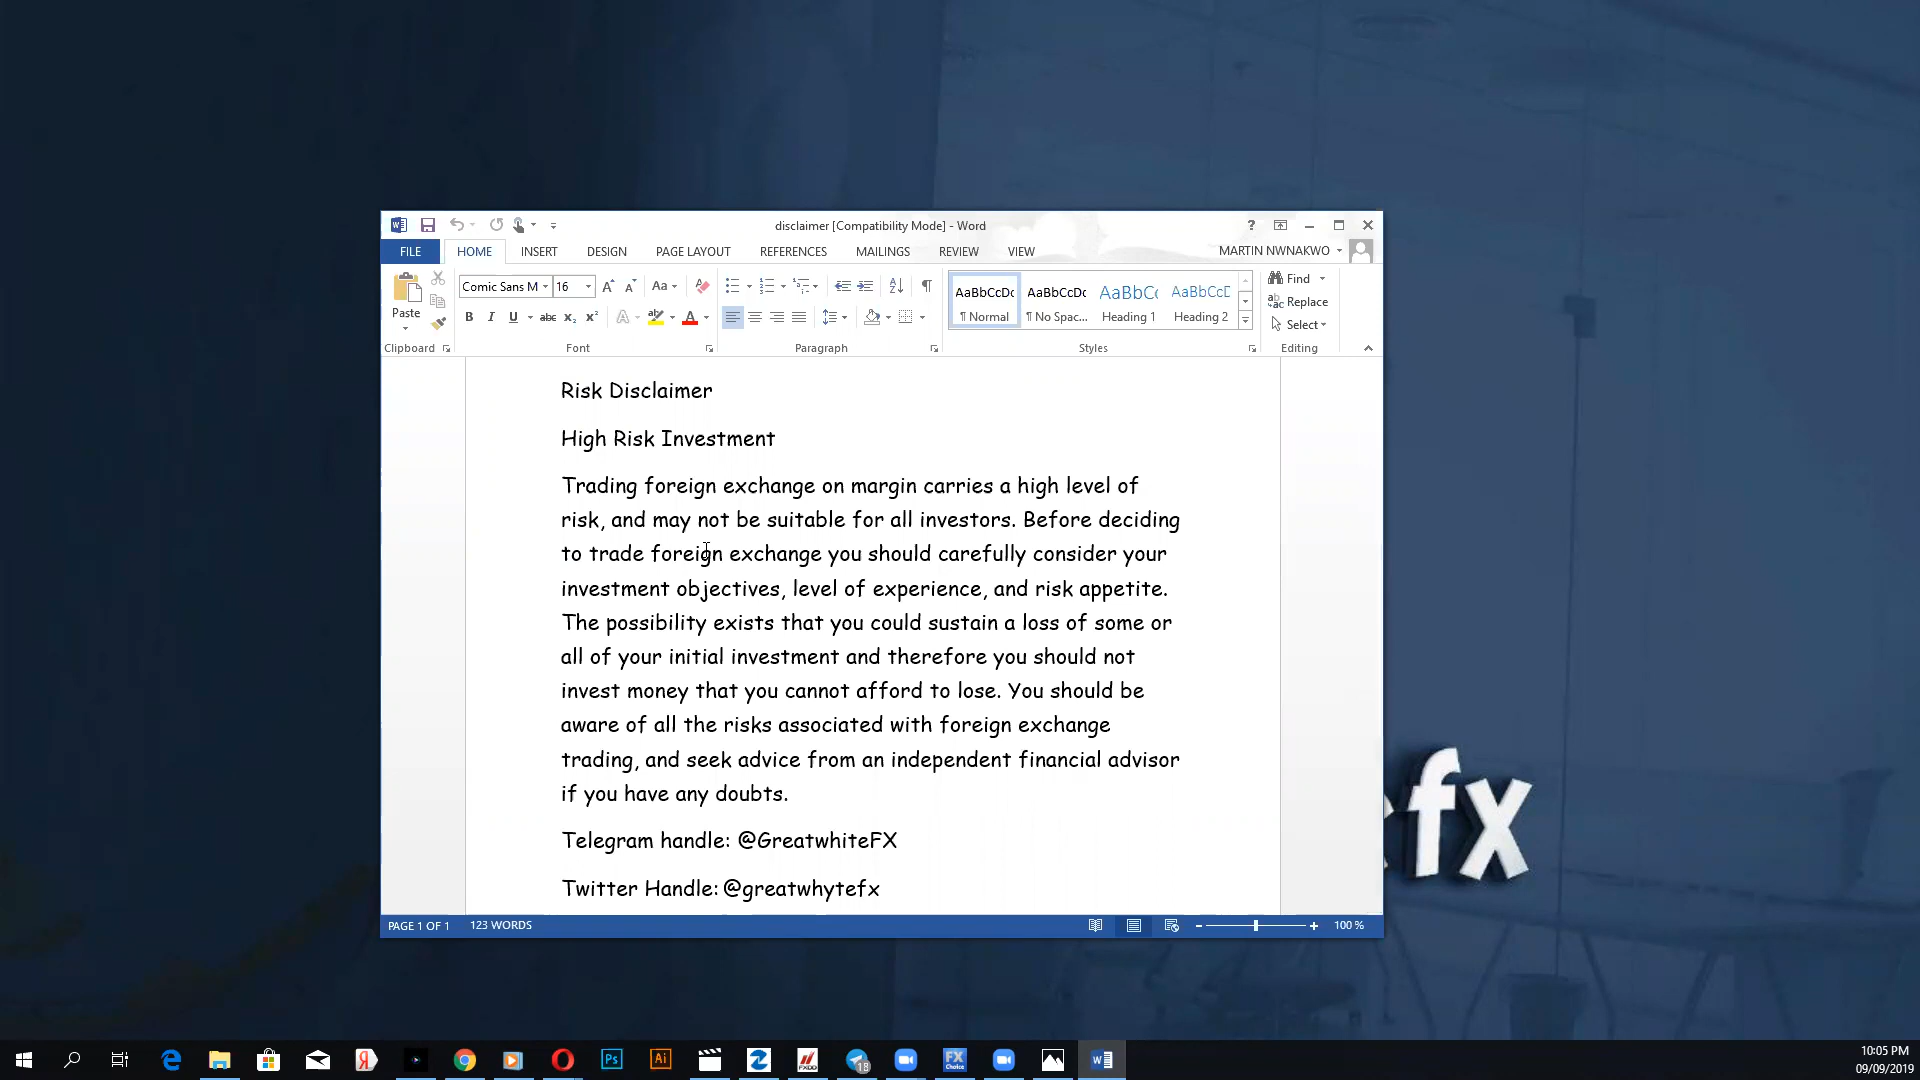 disclaimer [Compatibility Mode] - Word
FILE HOME INSERT DESIGN PAGE LAYOUT REFERENCES MAILINGS REVIEW VIEW MARTIN NWNAKWO
Comic Sans M 16
Paste
AaBbCcDc AaBbCcDc AaBbC AaBbCcC
¶ Normal ¶ No Spac... Heading 1 Heading 2
Find
Replace
Select
Clipboard Font Paragraph Styles Editing
Risk Disclaimer
High Risk Investment
Trading foreign exchange on margin carries a high level of
risk, and may not be suitable for all investors. Before deciding
to trade foreign exchange you should carefully consider your
investment objectives, level of experience, and risk appetite.
The possibility exists that you could sustain a loss of some or
all of your initial investment and therefore you should not
invest money that you cannot afford to lose. You should be
aware of all the risks associated with foreign exchange
trading, and seek advice from an independent financial advisor
if you have any doubts.
Telegram handle: @GreatwhiteFX
Twitter Handle: @greatwhytefx
fx
PAGE 1 OF 1 123 WORDS 100 %
10:05 PM
09/09/2019